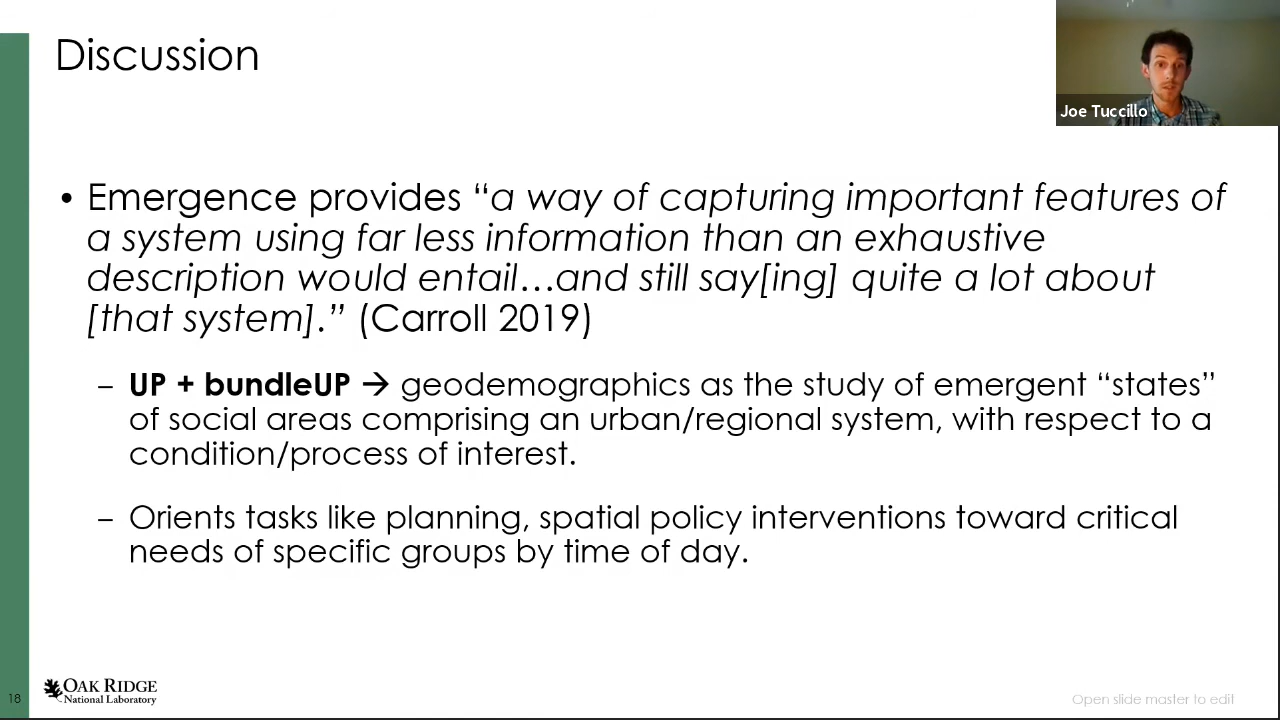 Discussion
Joe Tuccillo
• Emergence provides “a way of capturing important features of
a system using far less information than an exhaustive
description would entail…and still say[ing] quite a lot about
[that system].” (Carroll 2019)
– UP + bundleUP → geodemographics as the study of emergent “states”
of social areas comprising an urban/regional system, with respect to a
condition/process of interest.
– Orients tasks like planning, spatial policy interventions toward critical
needs of specific groups by time of day.
18
OAK RIDGE
National Laboratory
Open slide master to edit